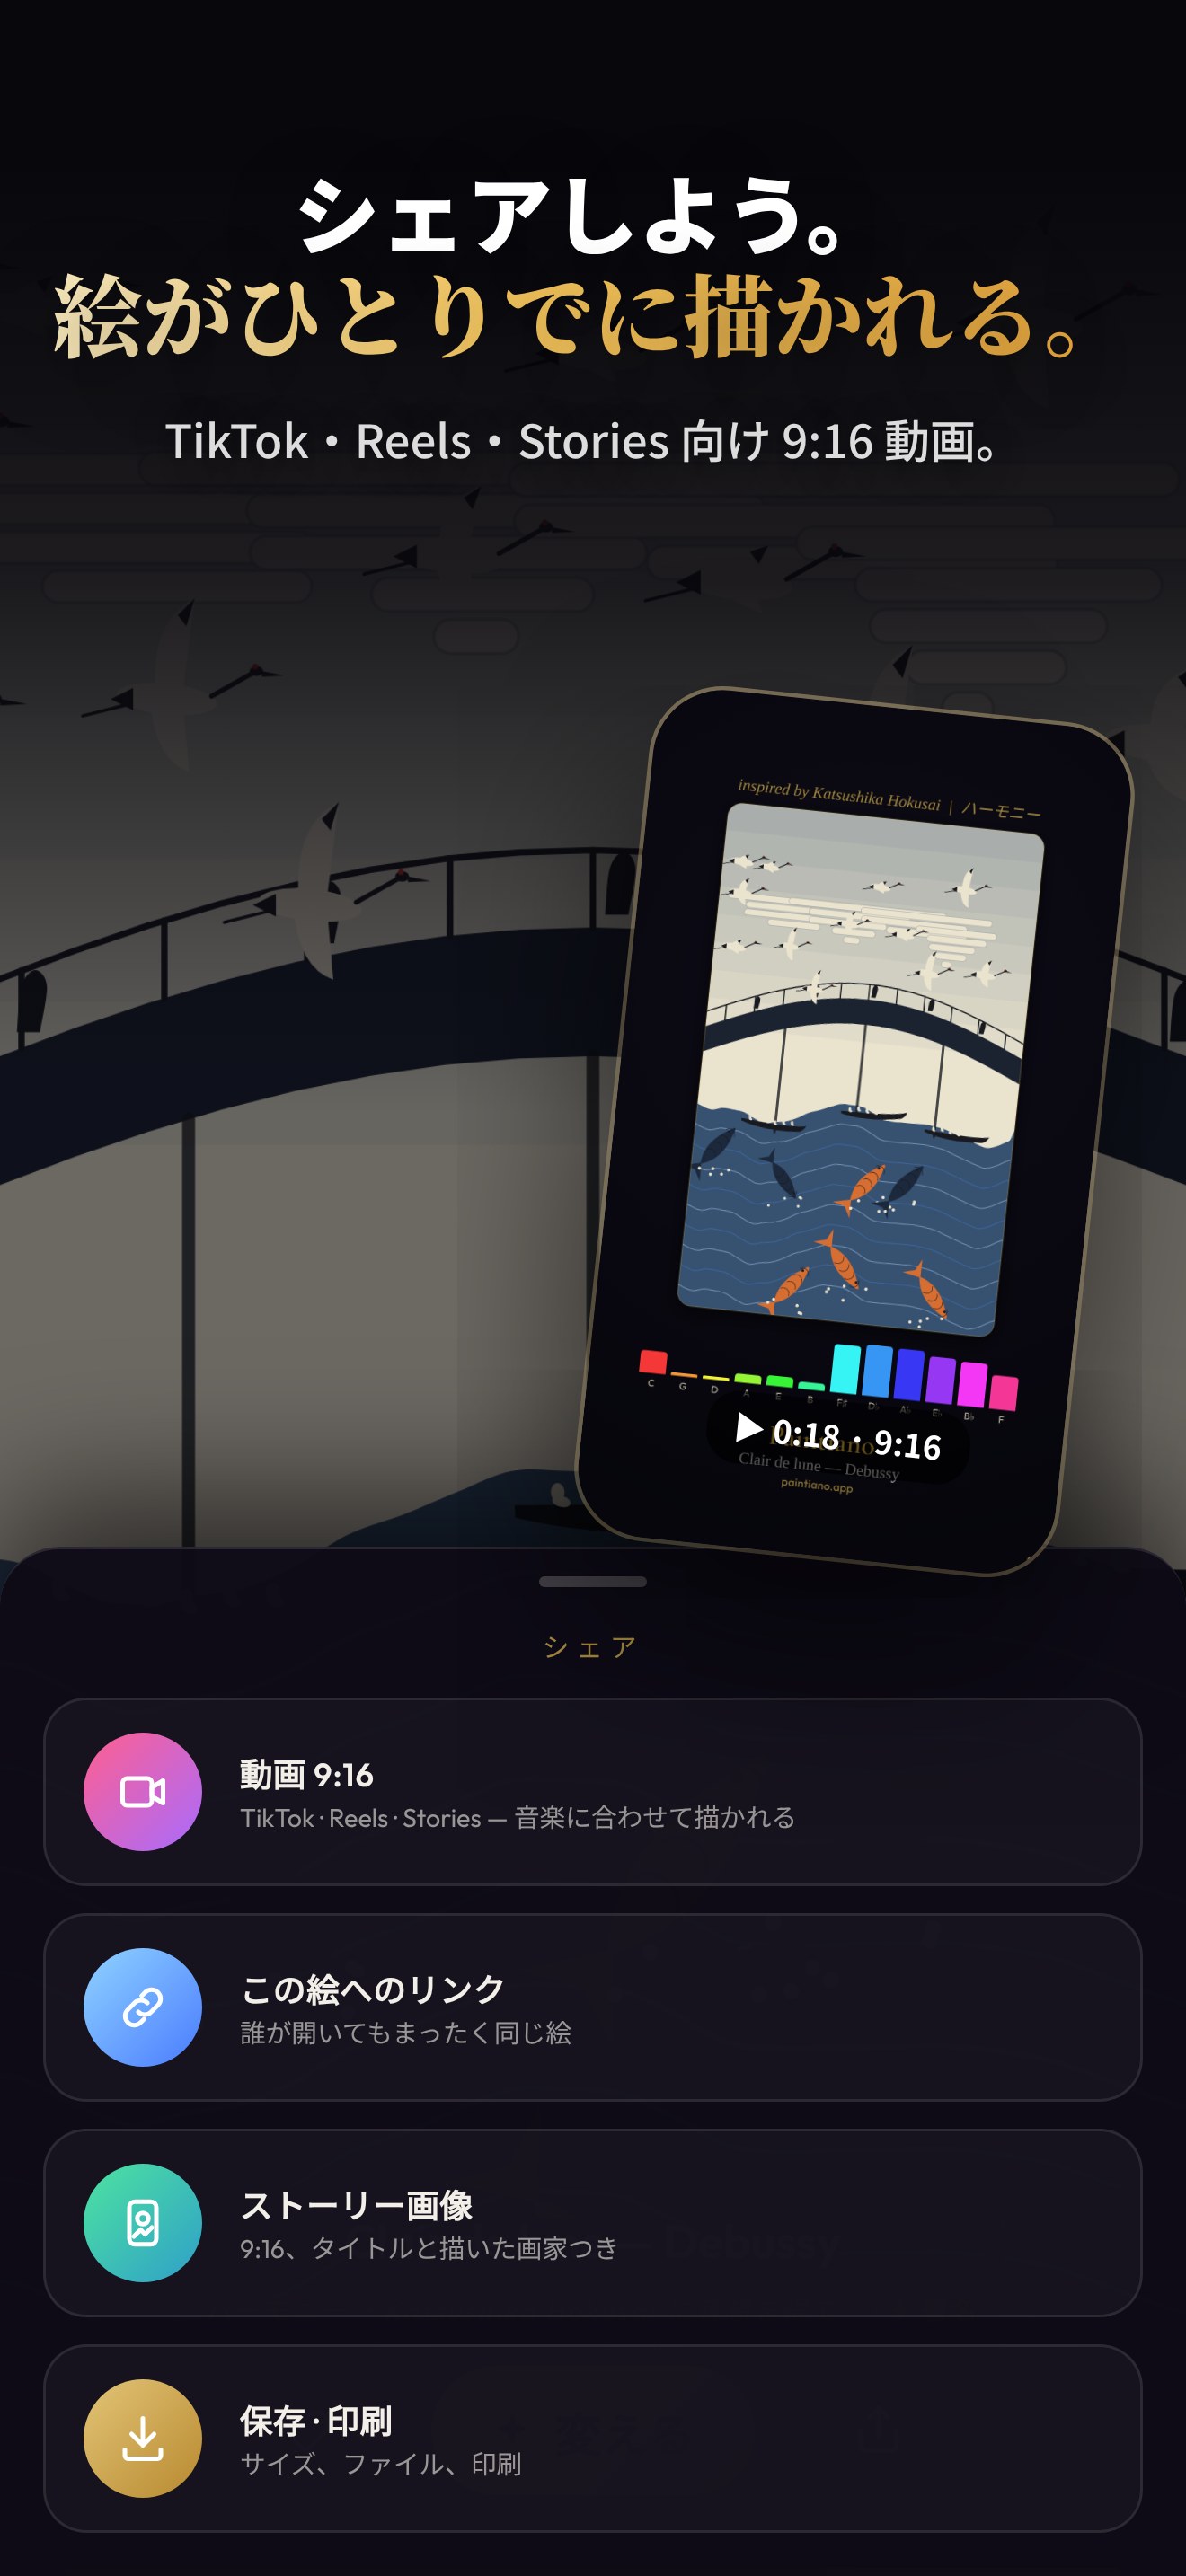 シェアしよう。
絵がひとりでに描かれる。
TikTok・Reels・Stories 向け 9:16 動画。
inspired by Katsushika Hokusai | ハーモニー
C G D A E B F# D♭ A♭ E♭ B♭ F
▶ 0:18 · 9:16
Clair de lune — Debussy
paintiano.app
シェア
動画 9:16
TikTok · Reels · Stories — 音楽に合わせて描かれる
この絵へのリンク
誰が開いてもまったく同じ絵
ストーリー画像
9:16、タイトルと描いた画家つき
Debussy
保存 · 印刷
サイズ、ファイル、印刷